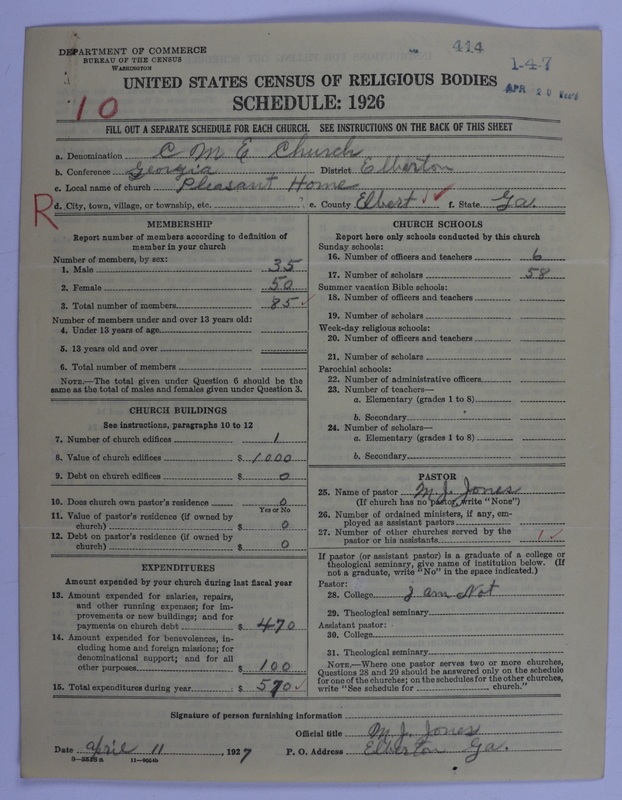 DEPARTMENT OF COMMERCE
BUREAU OF THE CENSUS
WASHINGTON
414
1-4-7
APR 20
UNITED STATES CENSUS OF RELIGIOUS BODIES
SCHEDULE: 1926
10
FILL OUT A SEPARATE SCHEDULE FOR EACH CHURCH. SEE INSTRUCTIONS ON THE BACK OF THIS SHEET
a. Denomination C M E Church
b. Conference Georgia District Elberton
c. Local name of church Pleasant Home
R
d. City, town, village, or township, etc. e. County Elbert ✓ f. State Ga.
MEMBERSHIP
Report number of members according to definition of
member in your church
Number of members, by sex:
1. Male 35
2. Female 50
3. Total number of members 85 ✓
Number of members under and over 13 years old:
4. Under 13 years of age
5. 13 years old and over
6. Total number of members
NOTE.—The total given under Question 6 should be the
same as the total of males and females given under Question 3.
CHURCH BUILDINGS
See instructions, paragraphs 10 to 12
7. Number of church edifices 1
8. Value of church edifices $ 1000
9. Debt on church edifices $ 0
10. Does church own pastor's residence 0
Yes or No
11. Value of pastor's residence (if owned by
church) $ 0
12. Debt on pastor's residence (if owned by
church) $ 0
EXPENDITURES
Amount expended by your church during last fiscal year
13. Amount expended for salaries, repairs,
and other running expenses; for im-
provements or new buildings; and for
payments on church debt $ 470
14. Amount expended for benevolences, in-
cluding home and foreign missions; for
denominational support; and for all
other purposes $ 100
15. Total expenditures during year $ 570 ✓
CHURCH SCHOOLS
Report here only schools conducted by this church
Sunday schools:
16. Number of officers and teachers 6
17. Number of scholars 58
Summer vacation Bible schools:
18. Number of officers and teachers
19. Number of scholars
Week-day religious schools:
20. Number of officers and teachers
21. Number of scholars
Parochial schools:
22. Number of administrative officers
23. Number of teachers—
a. Elementary (grades 1 to 8)
b. Secondary
24. Number of scholars—
a. Elementary (grades 1 to 8)
b. Secondary
PASTOR
25. Name of pastor M. J. Jones
(If church has no pastor, write "None")
26. Number of ordained ministers, if any, em-
ployed as assistant pastors
27. Number of other churches served by the
pastor or his assistants 1 ✓
If pastor (or assistant pastor) is a graduate of a college or
theological seminary, give name of institution below. (If
not a graduate, write "No" in the space indicated.)
Pastor:
28. College I am Not
29. Theological seminary
Assistant pastor:
30. College
31. Theological seminary
NOTE.—Where one pastor serves two or more churches,
Questions 28 and 29 should be answered only on the schedule
for one of the churches; on the schedules for the other churches,
write "See schedule for church."
Signature of person furnishing information
Official title M. J. Jones
Date April 11, 1927 P. O. Address Elberton Ga.